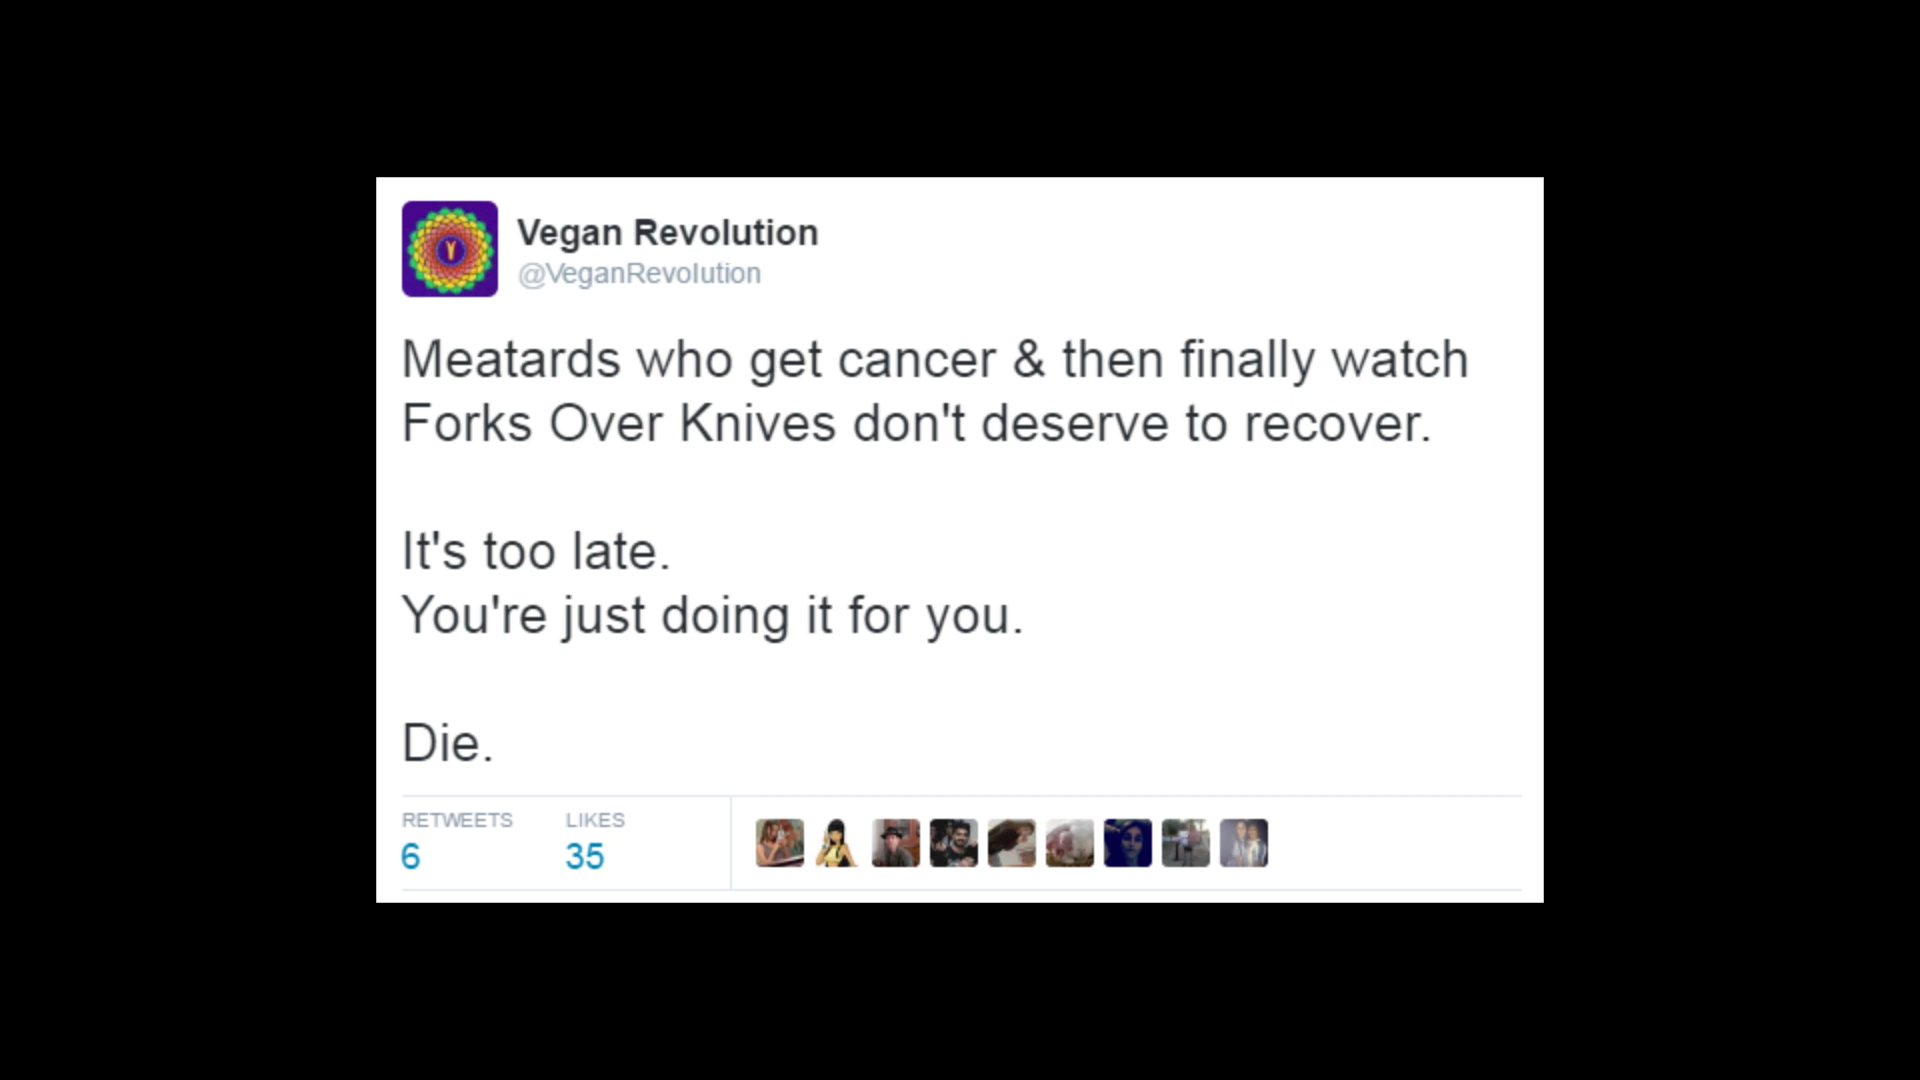 Vegan Revolution
@VeganRevolution
Meatards who get cancer & then finally watch
Forks Over Knives don't deserve to recover.
It's too late.
You're just doing it for you.
Die.
RETWEETS LIKES
6 35